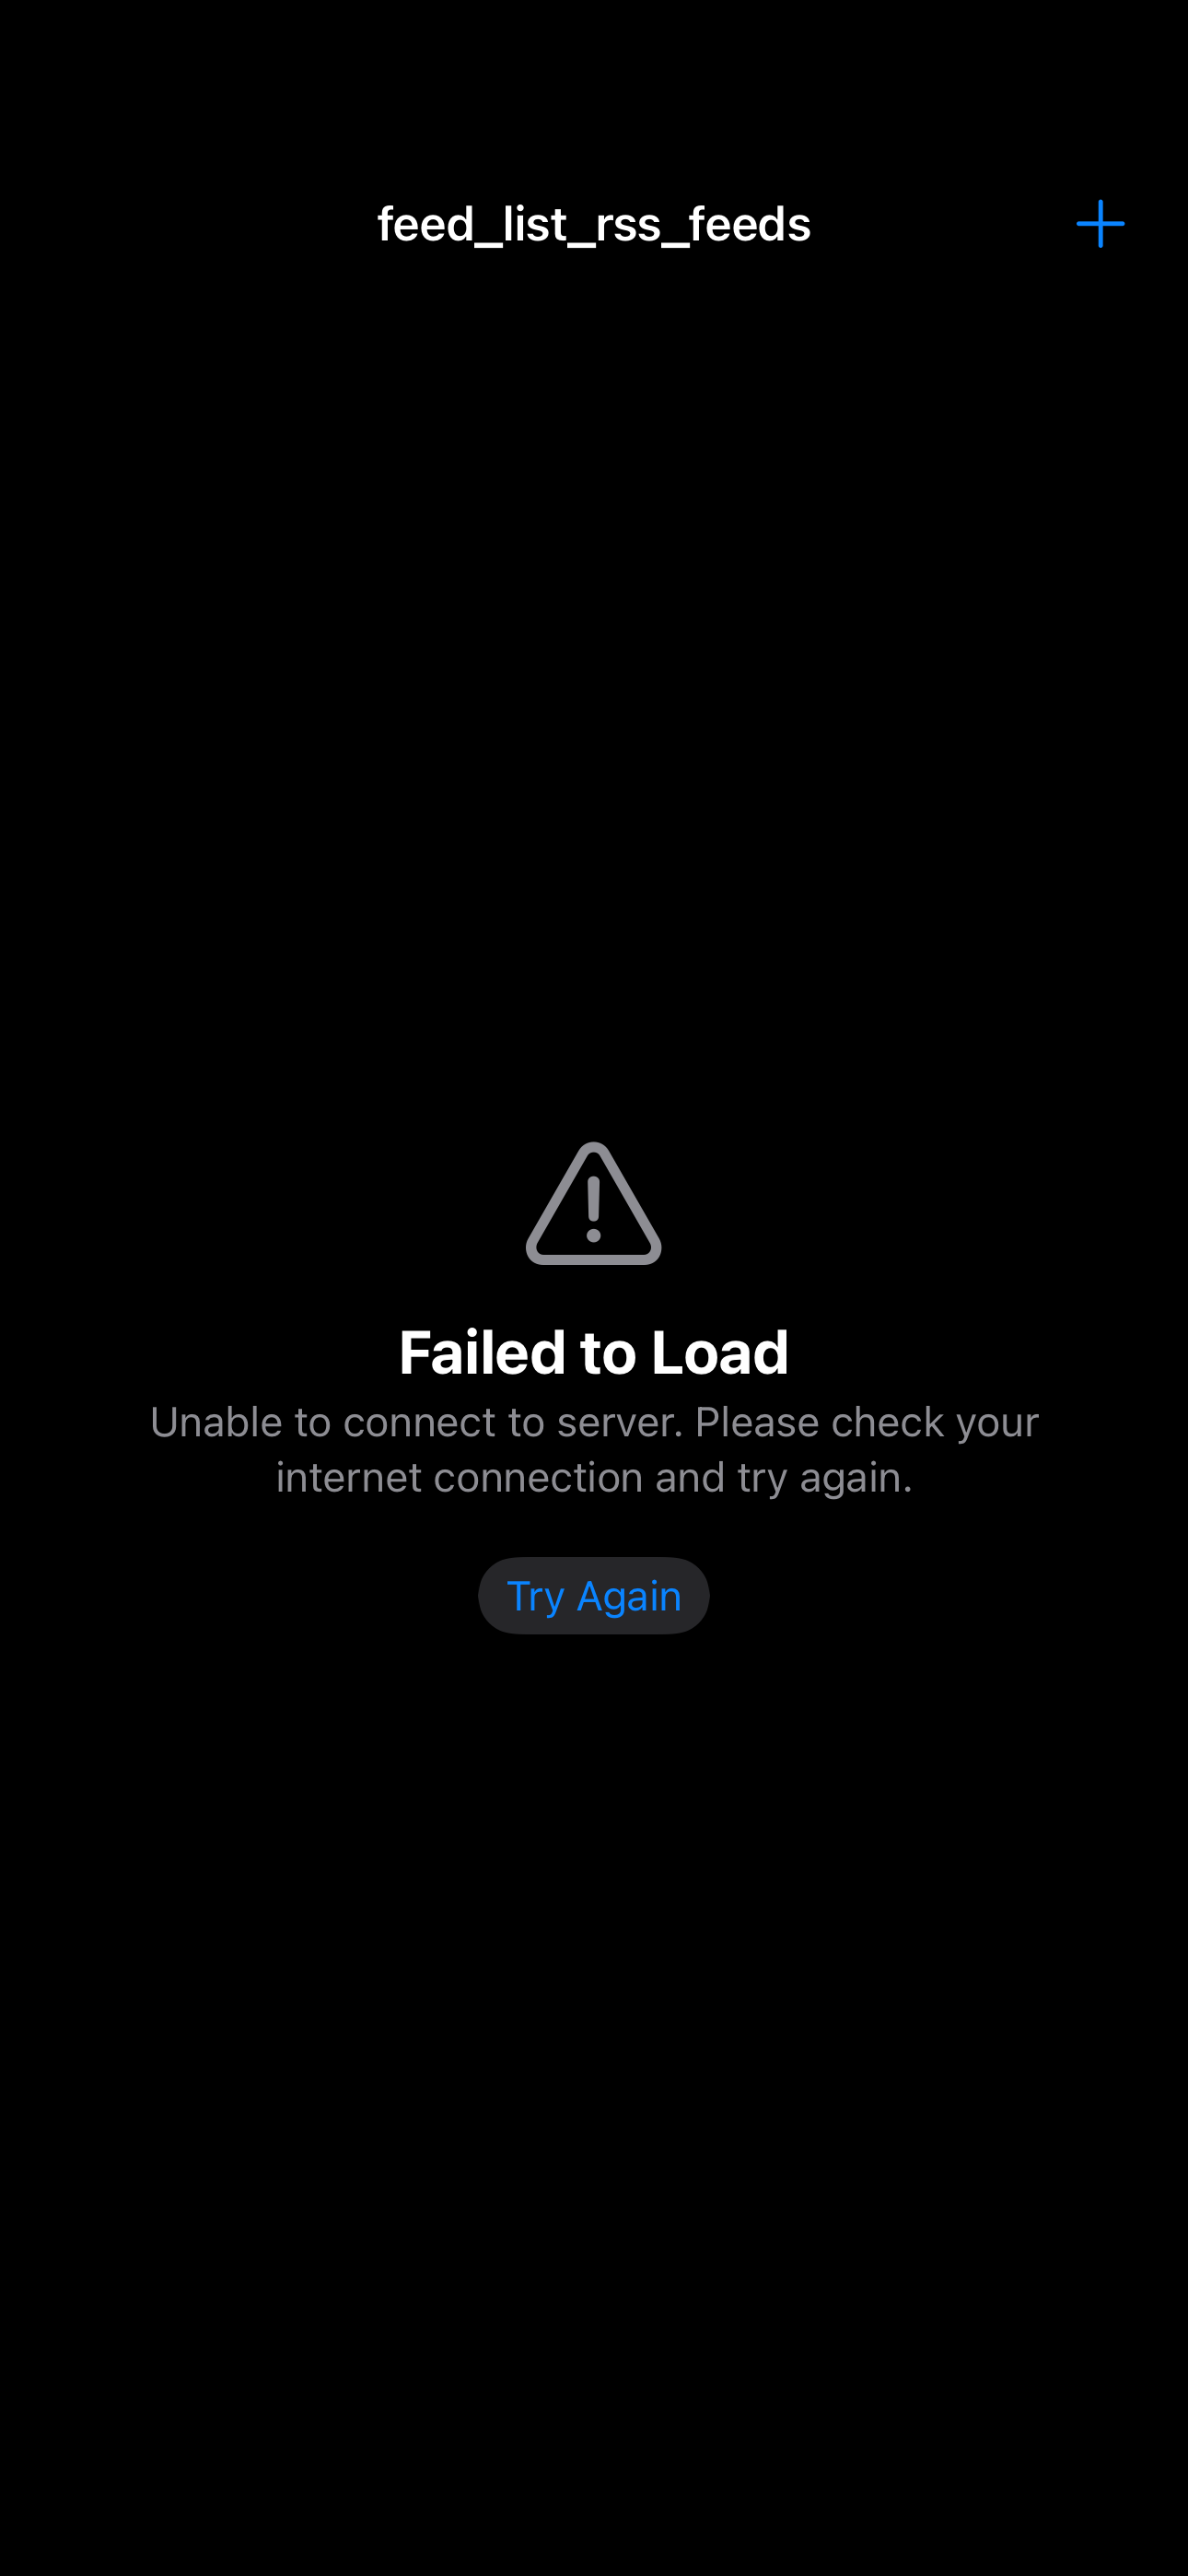 feed_list_rss_feeds
Failed to Load
Unable to connect to server. Please check your
internet connection and try again.
Try Again